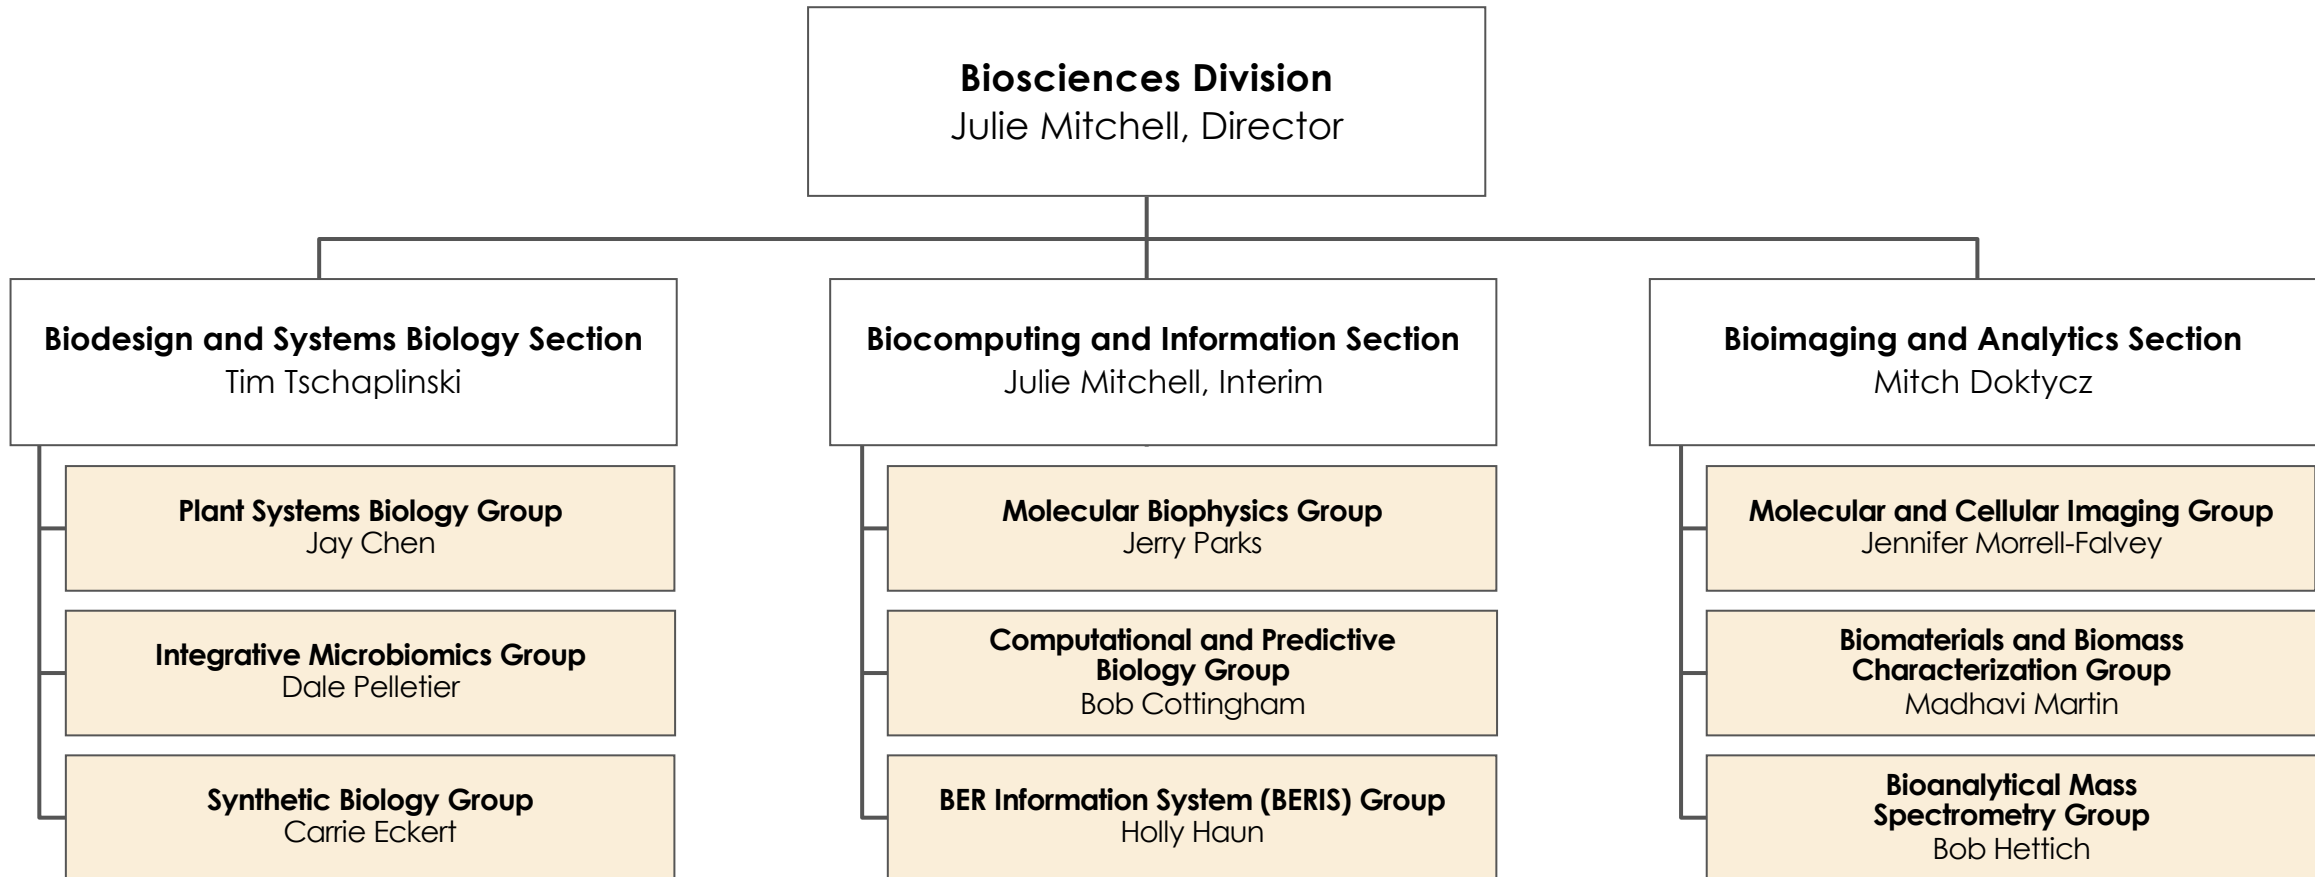 Biosciences Division
Julie Mitchell, Director
Biodesign and Systems Biology Section
Tim Tschaplinski
Plant Systems Biology Group
Jay Chen
Integrative Microbiomics Group
Dale Pelletier
Synthetic Biology Group
Carrie Eckert
Biocomputing and Information Section
Julie Mitchell, Interim
Molecular Biophysics Group
Jerry Parks
Computational and Predictive
Biology Group
Bob Cottingham
BER Information System (BERIS) Group
Holly Haun
Bioimaging and Analytics Section
Mitch Doktycz
Molecular and Cellular Imaging Group
Jennifer Morrell-Falvey
Biomaterials and Biomass
Characterization Group
Madhavi Martin
Bioanalytical Mass
Spectrometry Group
Bob Hettich